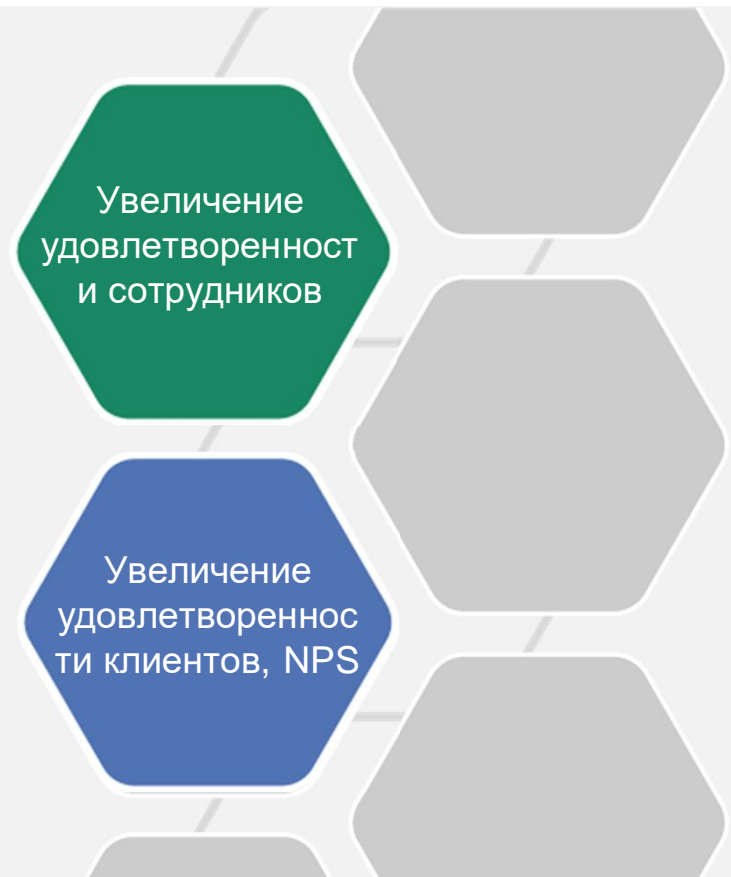 Увеличение
удовлетворенност
и сотрудников
Увеличение
удовлетвореннос
ти клиентов, NPS